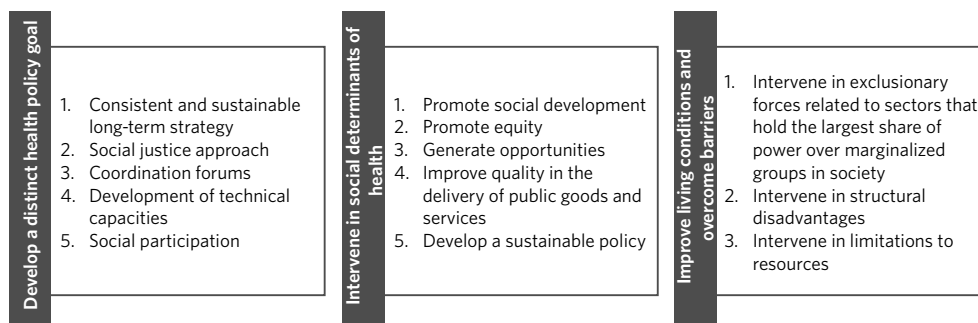 Develop a distinct health policy goal
1. Consistent and sustainable
long-term strategy
2. Social justice approach
3. Coordination forums
4. Development of technical
capacities
5. Social participation
Intervene in social determinants of
health
1. Promote social development
2. Promote equity
3. Generate opportunities
4. Improve quality in the
delivery of public goods and
services
5. Develop a sustainable policy
Improve living conditions and
overcome barriers
1. Intervene in exclusionary
forces related to sectors that
hold the largest share of
power over marginalized
groups in society
2. Intervene in structural
disadvantages
3. Intervene in limitations to
resources